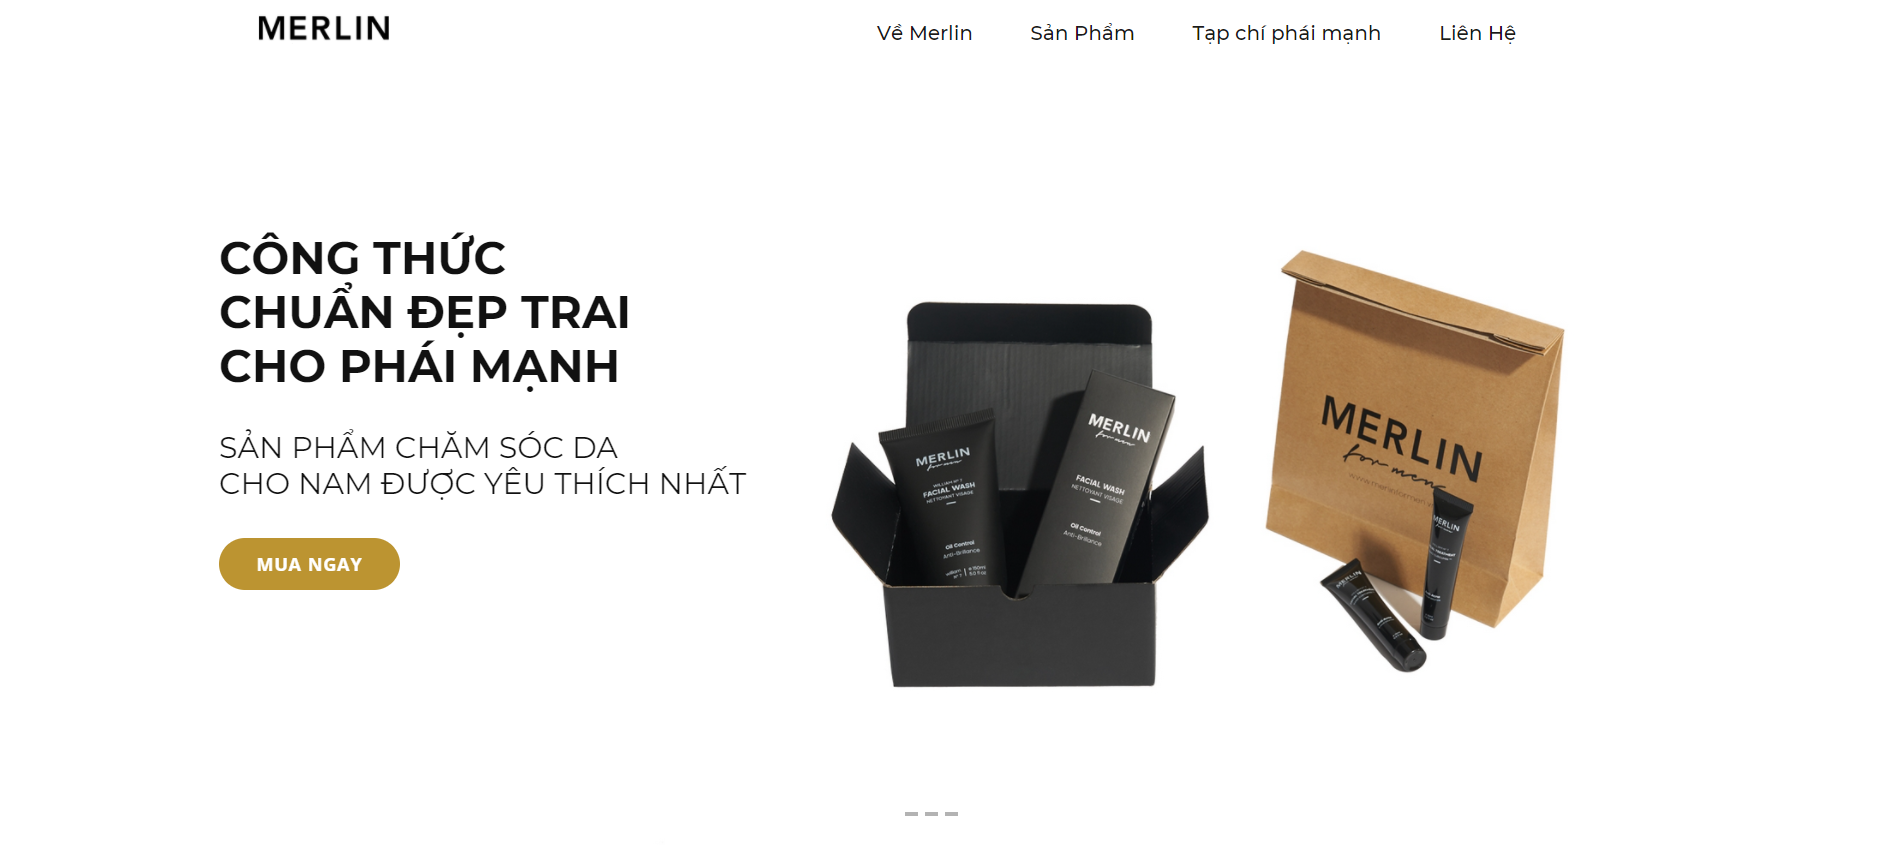 MERLIN
Về Merlin
Sản Phẩm
Tạp chí phái mạnh
Liên Hệ
CÔNG THỨC
CHUẨN ĐẸP TRAI
CHO PHÁI MẠNH
SẢN PHẨM CHĂM SÓC DA
CHO NAM ĐƯỢC YÊU THÍCH NHẤT
MUA NGAY
MERLIN
for men
WILLIAM Nº 7
FACIAL WASH
NETTOYANT VISAGE
Oil Control
Anti-Brillance
MERLIN
for men
FACIAL WASH
NETTOYANT VISAGE
Oil Control
Anti-Brillance
MERLIN
for men
MERLIN
MERLIN